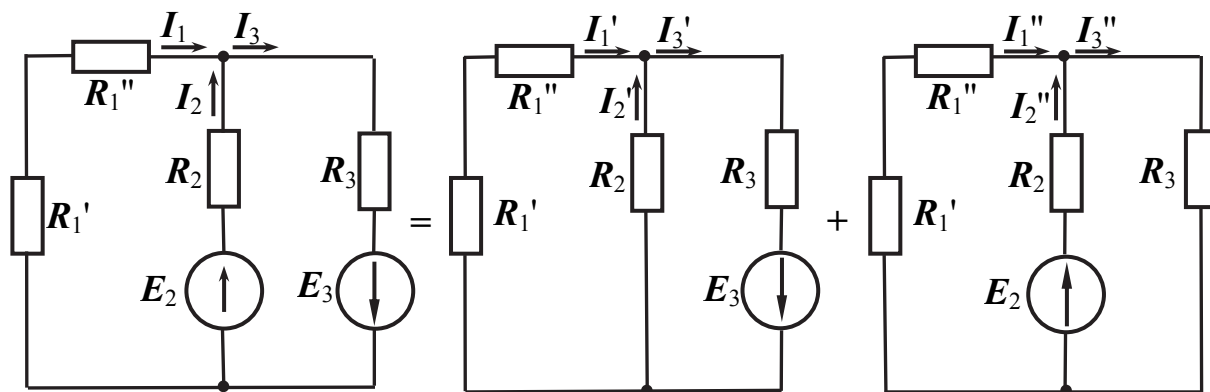 I₁ I₃
R₁"
I₂
R₂ R₃
R₁'
E₂ E₃
=
I₁' I₃'
R₁"
I₂'
R₂ R₃
R₁'
E₃
+
I₁" I₃"
R₁"
I₂"
R₂ R₃
R₁'
E₂